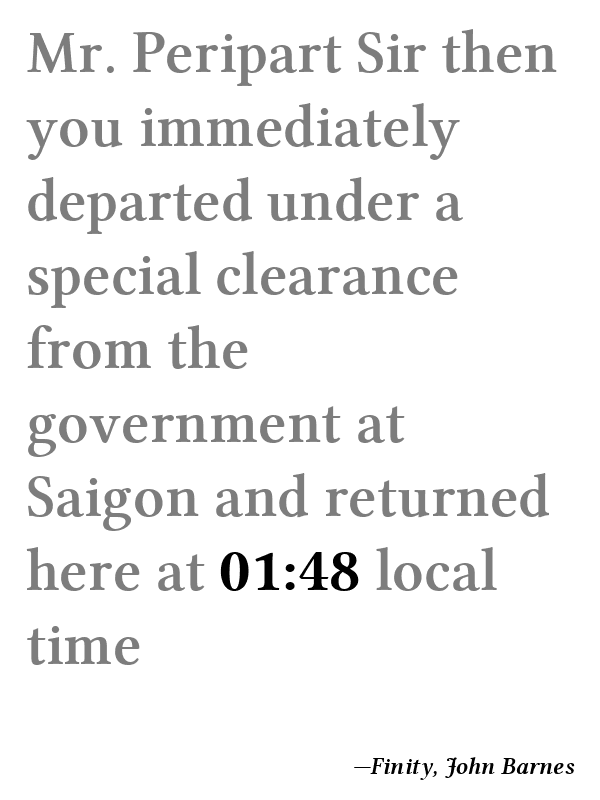 Mr. Peripart Sir then
you immediately
departed under a
special clearance
from the
government at
Saigon and returned
here at 01:48 local
time
—Finity, John Barnes